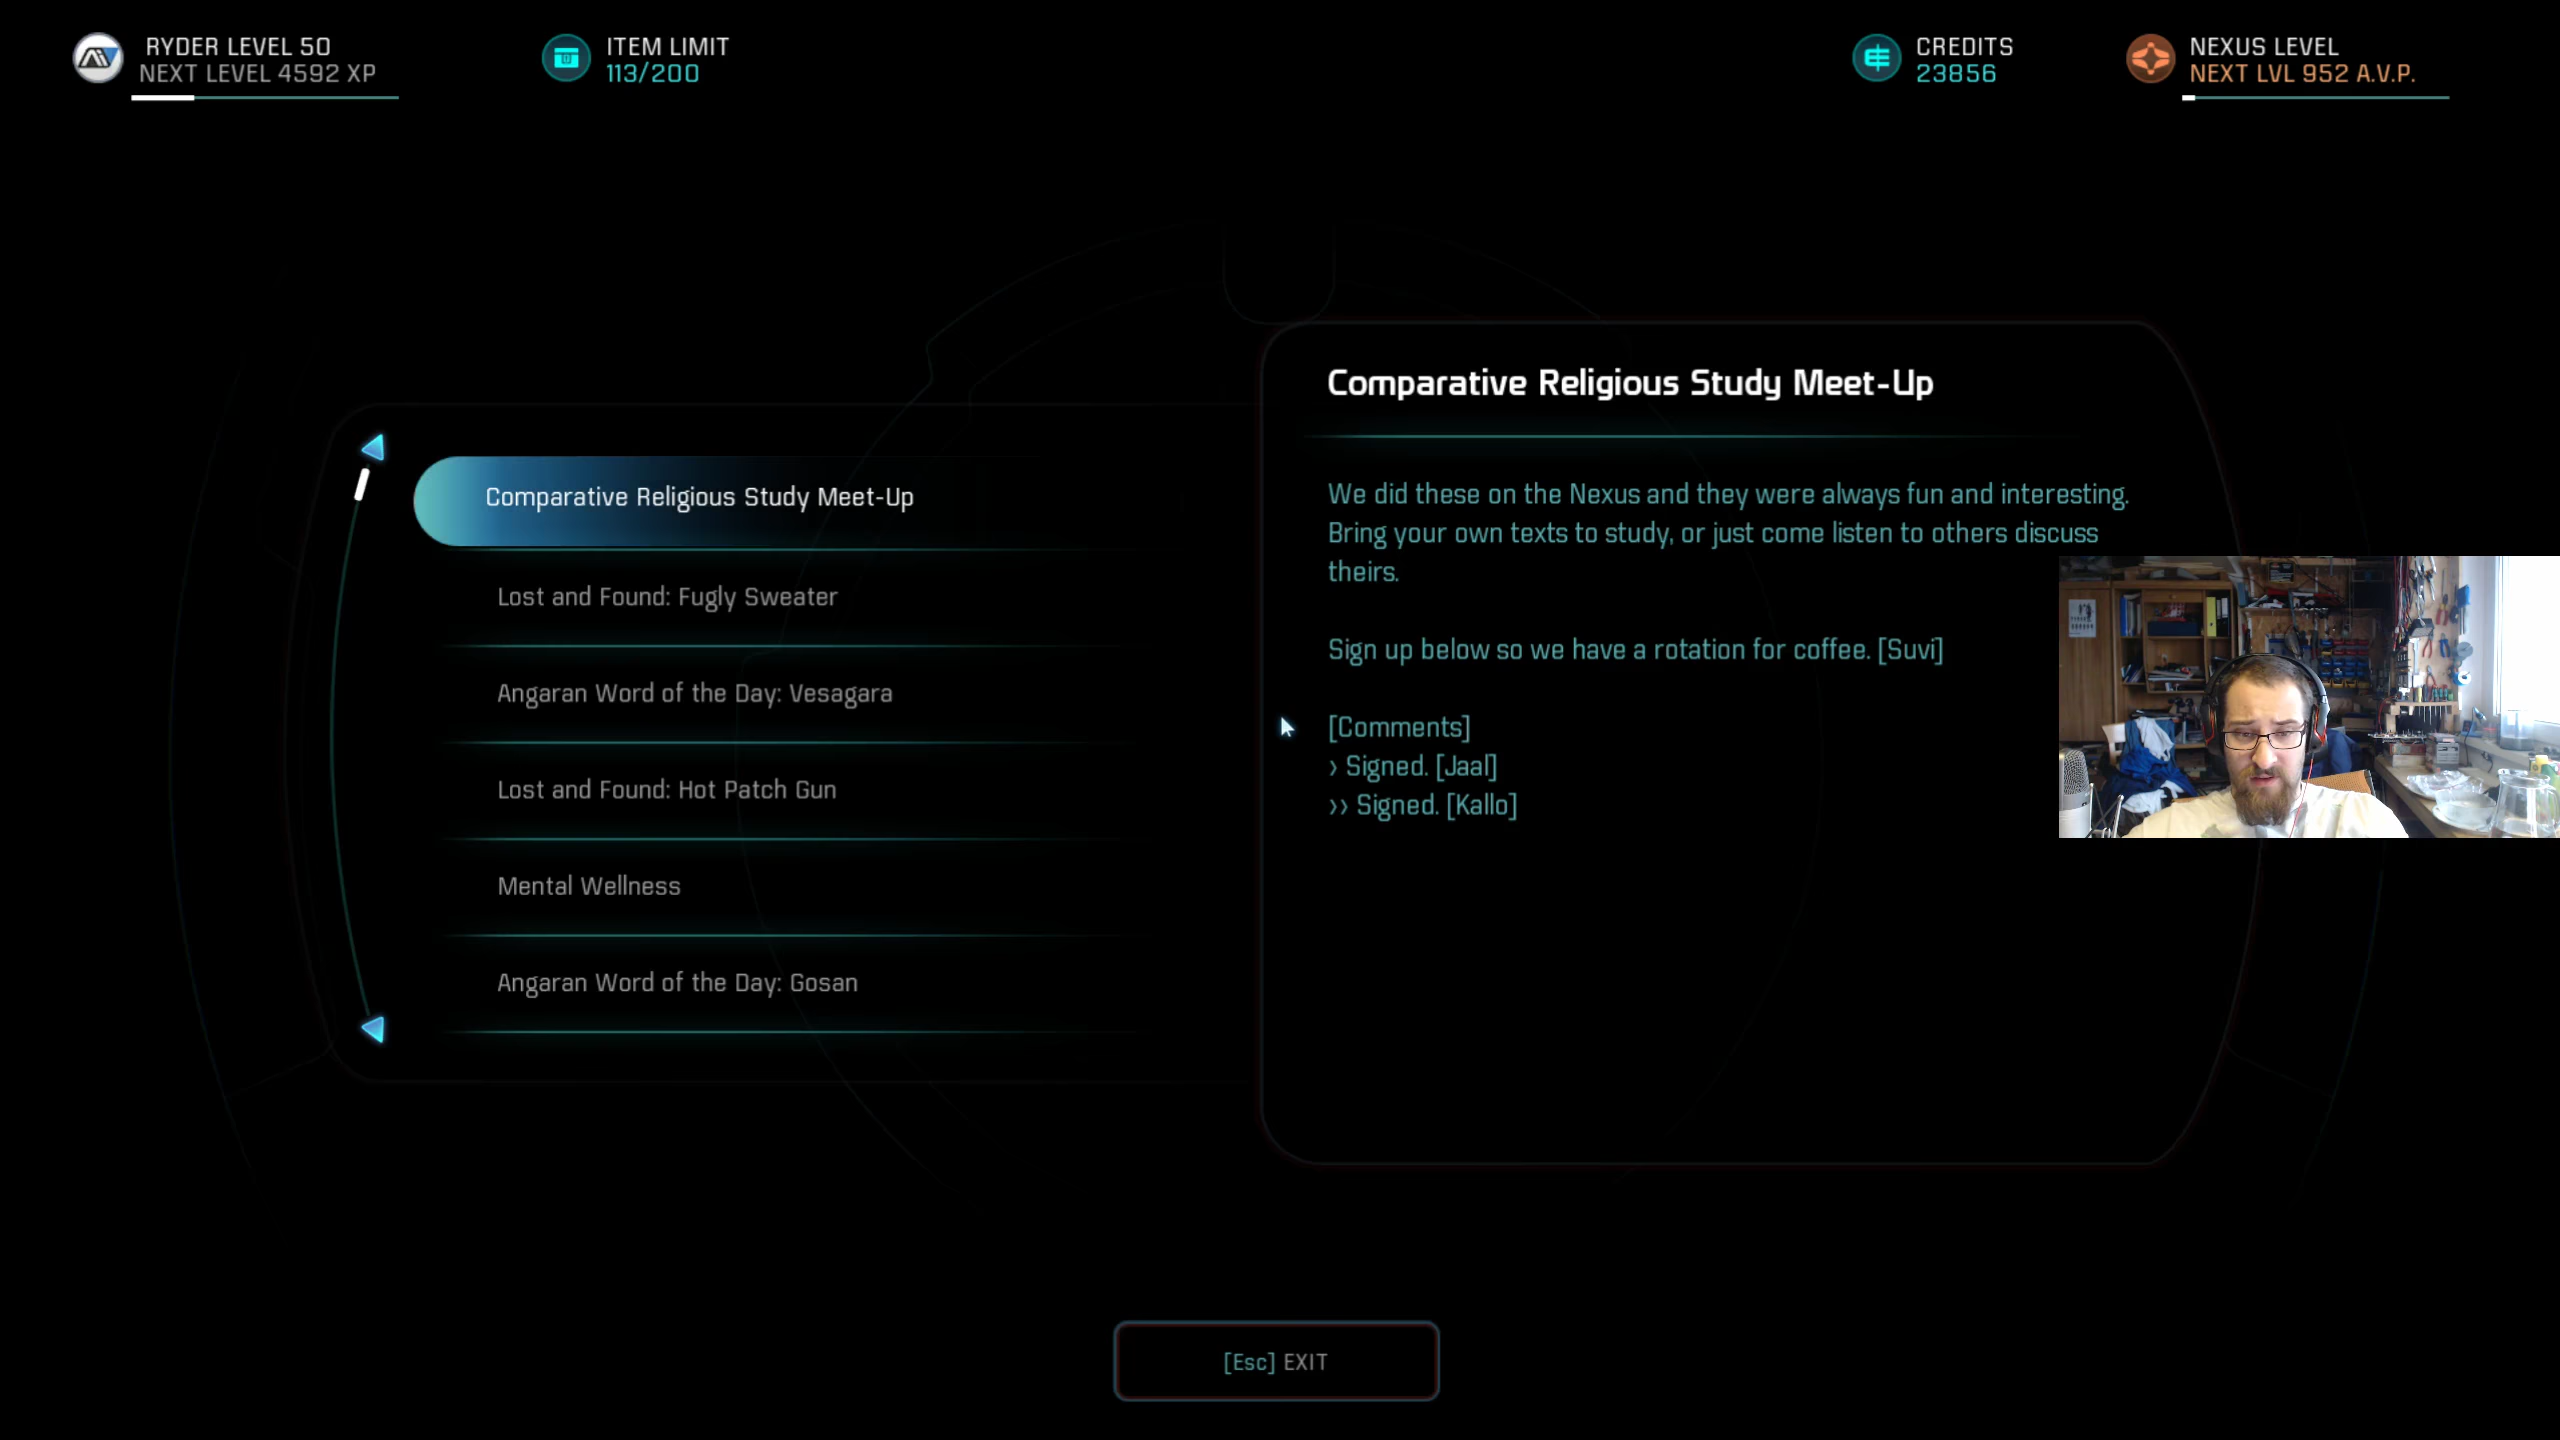 RYDER LEVEL 50
NEXT LEVEL 4592 XP
ITEM LIMIT
113/200
CREDITS
23856
NEXUS LEVEL
NEXT LVL 952 A.V.P.
Comparative Religious Study Meet-Up
Lost and Found: Fugly Sweater
Angaran Word of the Day: Vesagara
Lost and Found: Hot Patch Gun
Mental Wellness
Angaran Word of the Day: Gosan
Comparative Religious Study Meet-Up
We did these on the Nexus and they were always fun and interesting.
Bring your own texts to study, or just come listen to others discuss
theirs.
Sign up below so we have a rotation for coffee. [Suvi]
[Comments]
> Signed. [Jaal]
>> Signed. [Kallo]
[Esc] EXIT